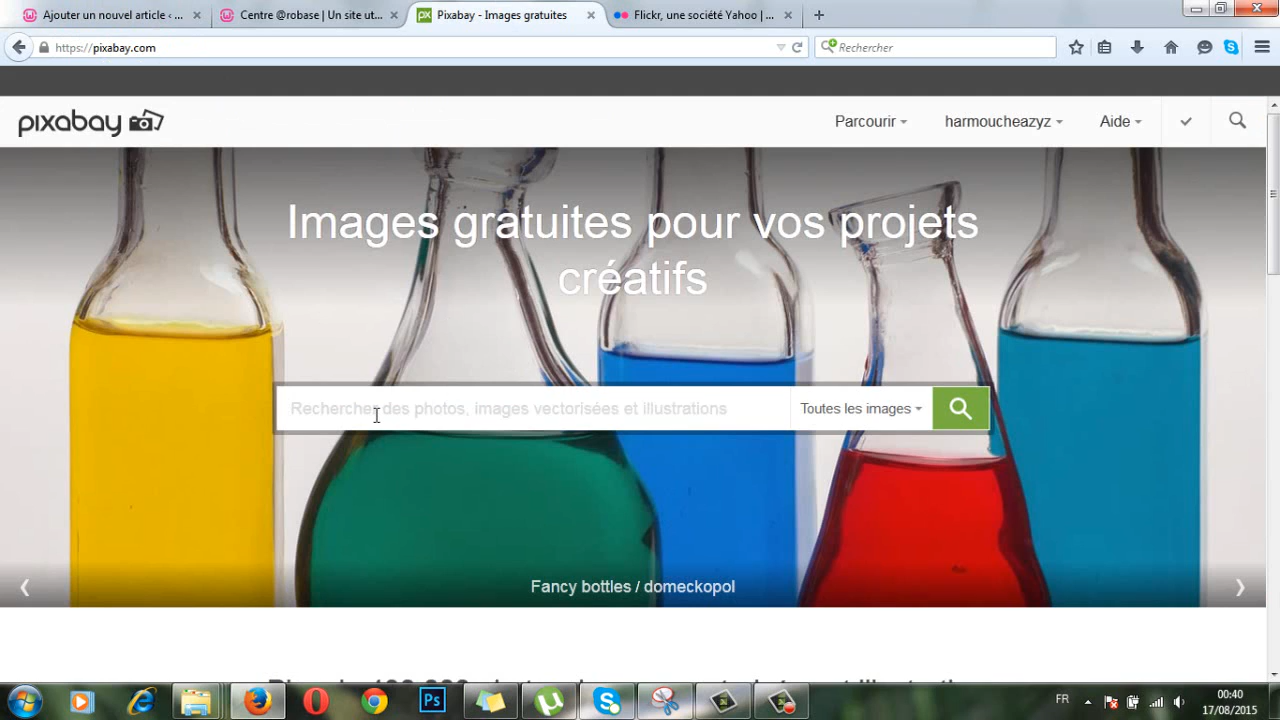 Ajouter un nouvel article ‹ ...
Centre @robase | Un site ut...
Pixabay - Images gratuites
Flickr, une société Yahoo | ...
https://pixabay.com
Rechercher
pixabay
Parcourir
harmoucheazyz
Aide
Images gratuites pour vos projets
créatifs
Rechercher des photos, images vectorisées et illustrations
Toutes les images
Fancy bottles / domeckopol
Ps
FR
00:40
17/08/2015